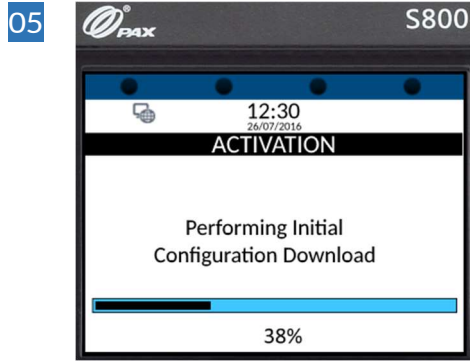 05
PAX
S800
12:30
26/07/2016
ACTIVATION
Performing Initial
Configuration Download
38%